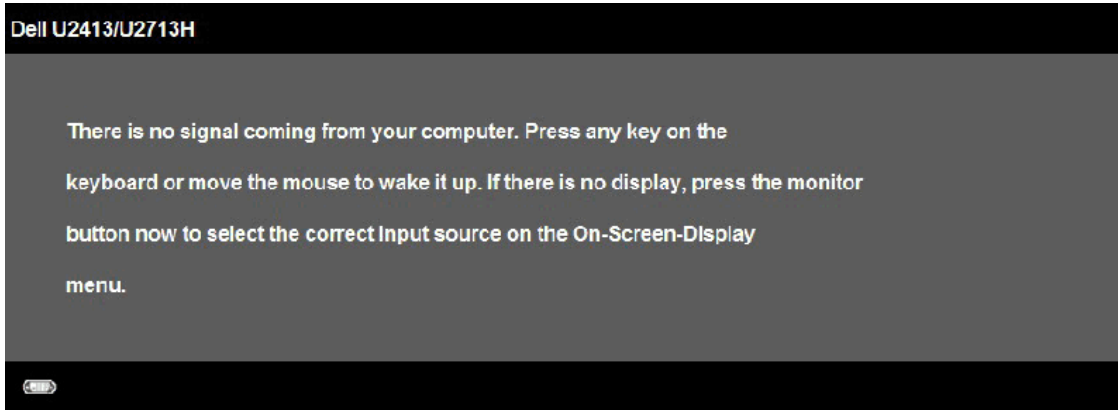 Dell U2413/U2713H
There is no signal coming from your computer. Press any key on the
keyboard or move the mouse to wake it up. If there is no display, press the monitor
button now to select the correct input source on the On-Screen-Display
menu.